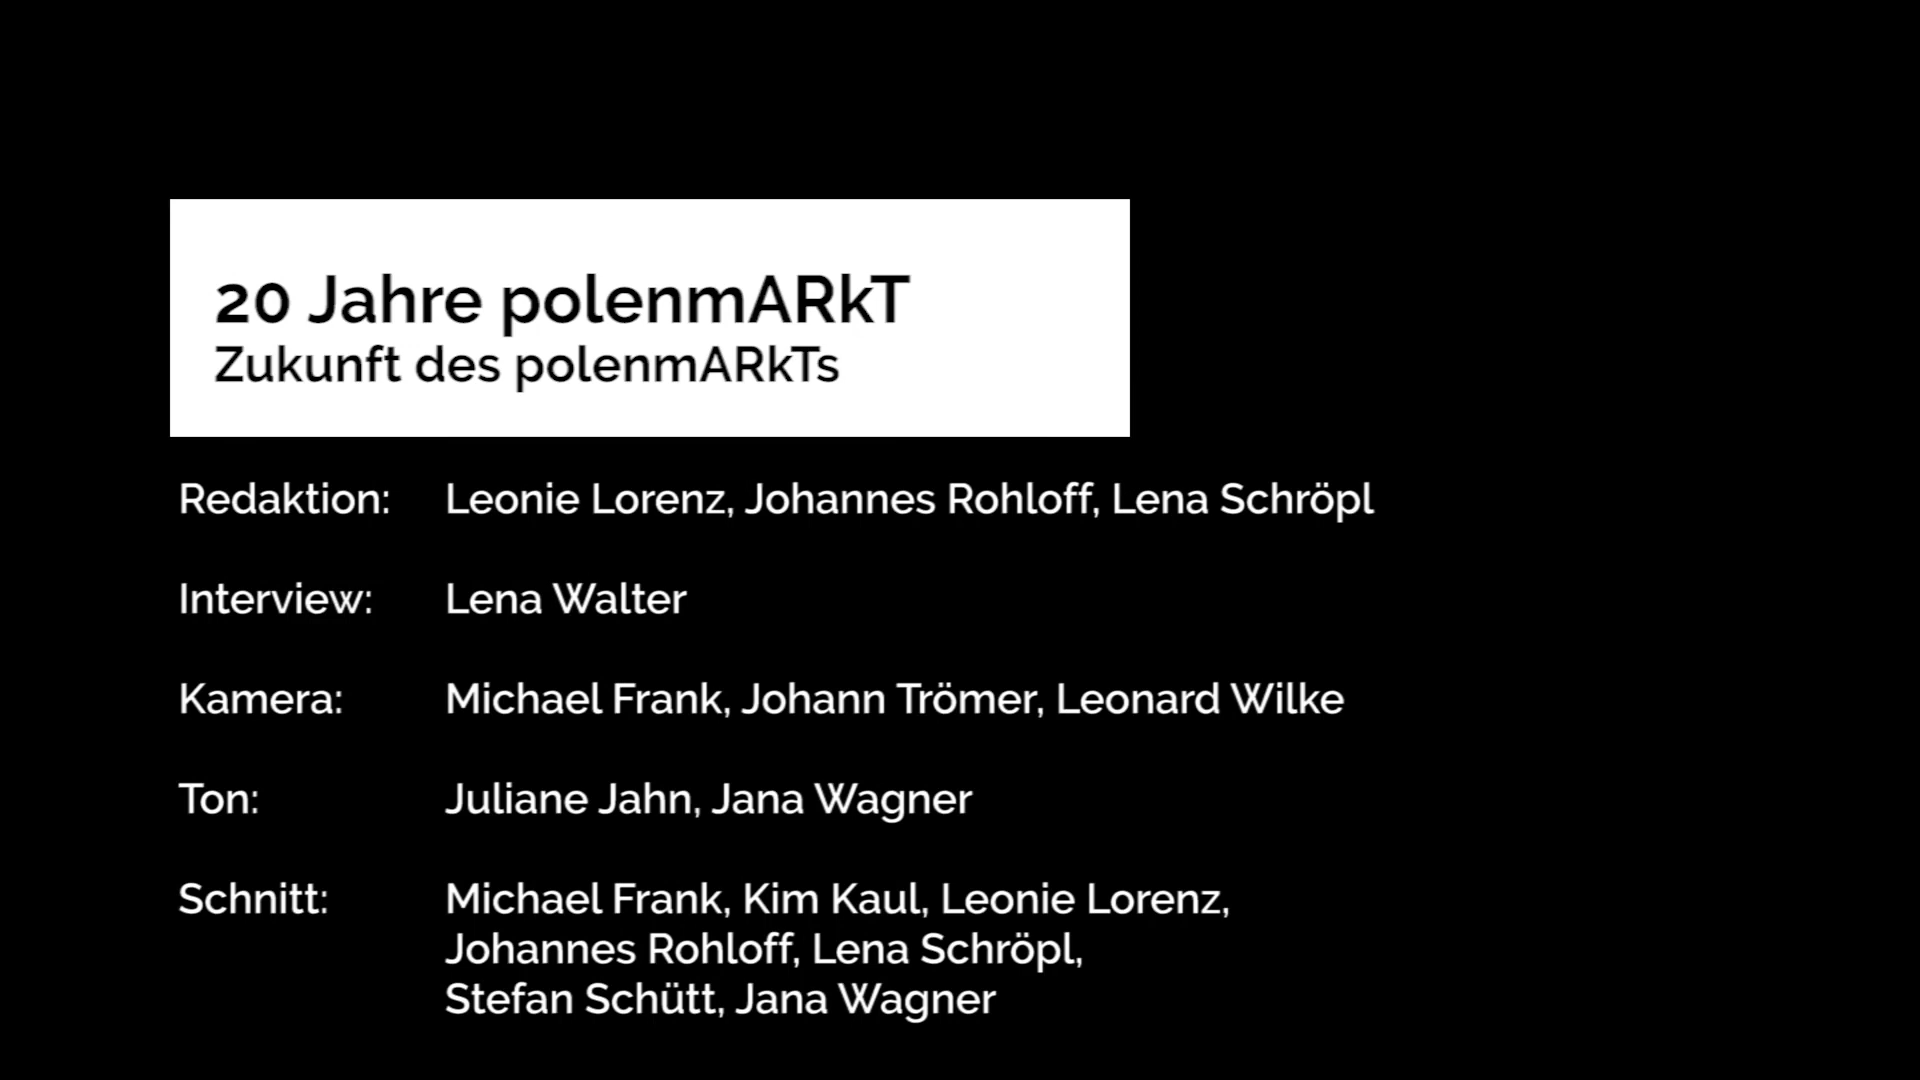 20 Jahre polenmARkT
Zukunft des polenmARkTs
Redaktion: Leonie Lorenz, Johannes Rohloff, Lena Schröpl
Interview: Lena Walter
Kamera: Michael Frank, Johann Trömer, Leonard Wilke
Ton: Juliane Jahn, Jana Wagner
Schnitt: Michael Frank, Kim Kaul, Leonie Lorenz,
Johannes Rohloff, Lena Schröpl,
Stefan Schütt, Jana Wagner